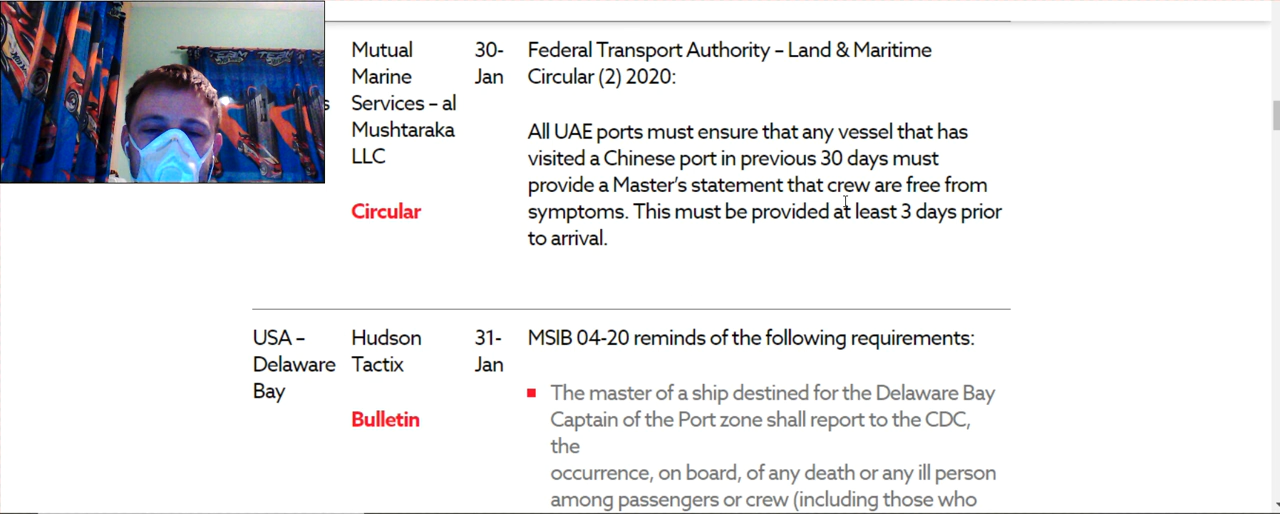 s
Mutual
Marine
Services – al
Mushtaraka
LLC
Circular
30-
Jan
Federal Transport Authority – Land & Maritime
Circular (2) 2020:
All UAE ports must ensure that any vessel that has
visited a Chinese port in previous 30 days must
provide a Master's statement that crew are free from
symptoms. This must be provided at least 3 days prior
to arrival.
USA –
Delaware
Bay
Hudson
Tactix
Bulletin
31-
Jan
MSIB 04-20 reminds of the following requirements:
The master of a ship destined for the Delaware Bay
Captain of the Port zone shall report to the CDC,
the
occurrence, on board, of any death or any ill person
among passengers or crew (including those who